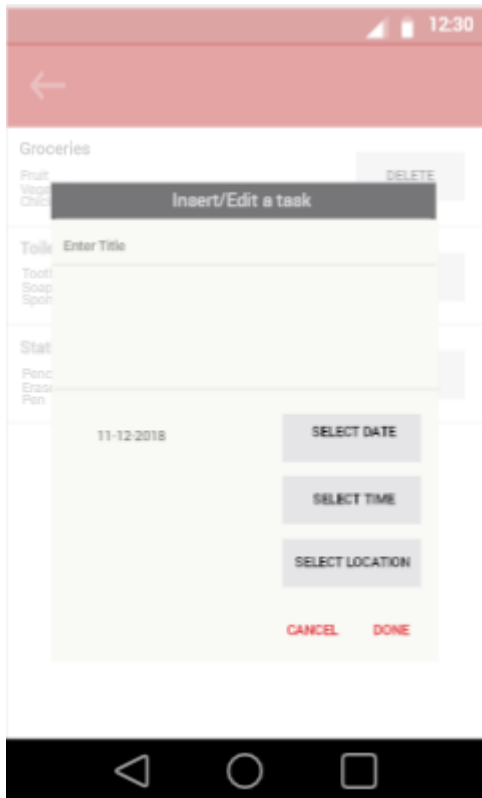 12:30
Groceries
Fruit
DELETE
Insert/Edit a task
Enter Title
Soap
Pen
11-12-2018
SELECT DATE
SELECT TIME
SELECT LOCATION
CANCEL
DONE